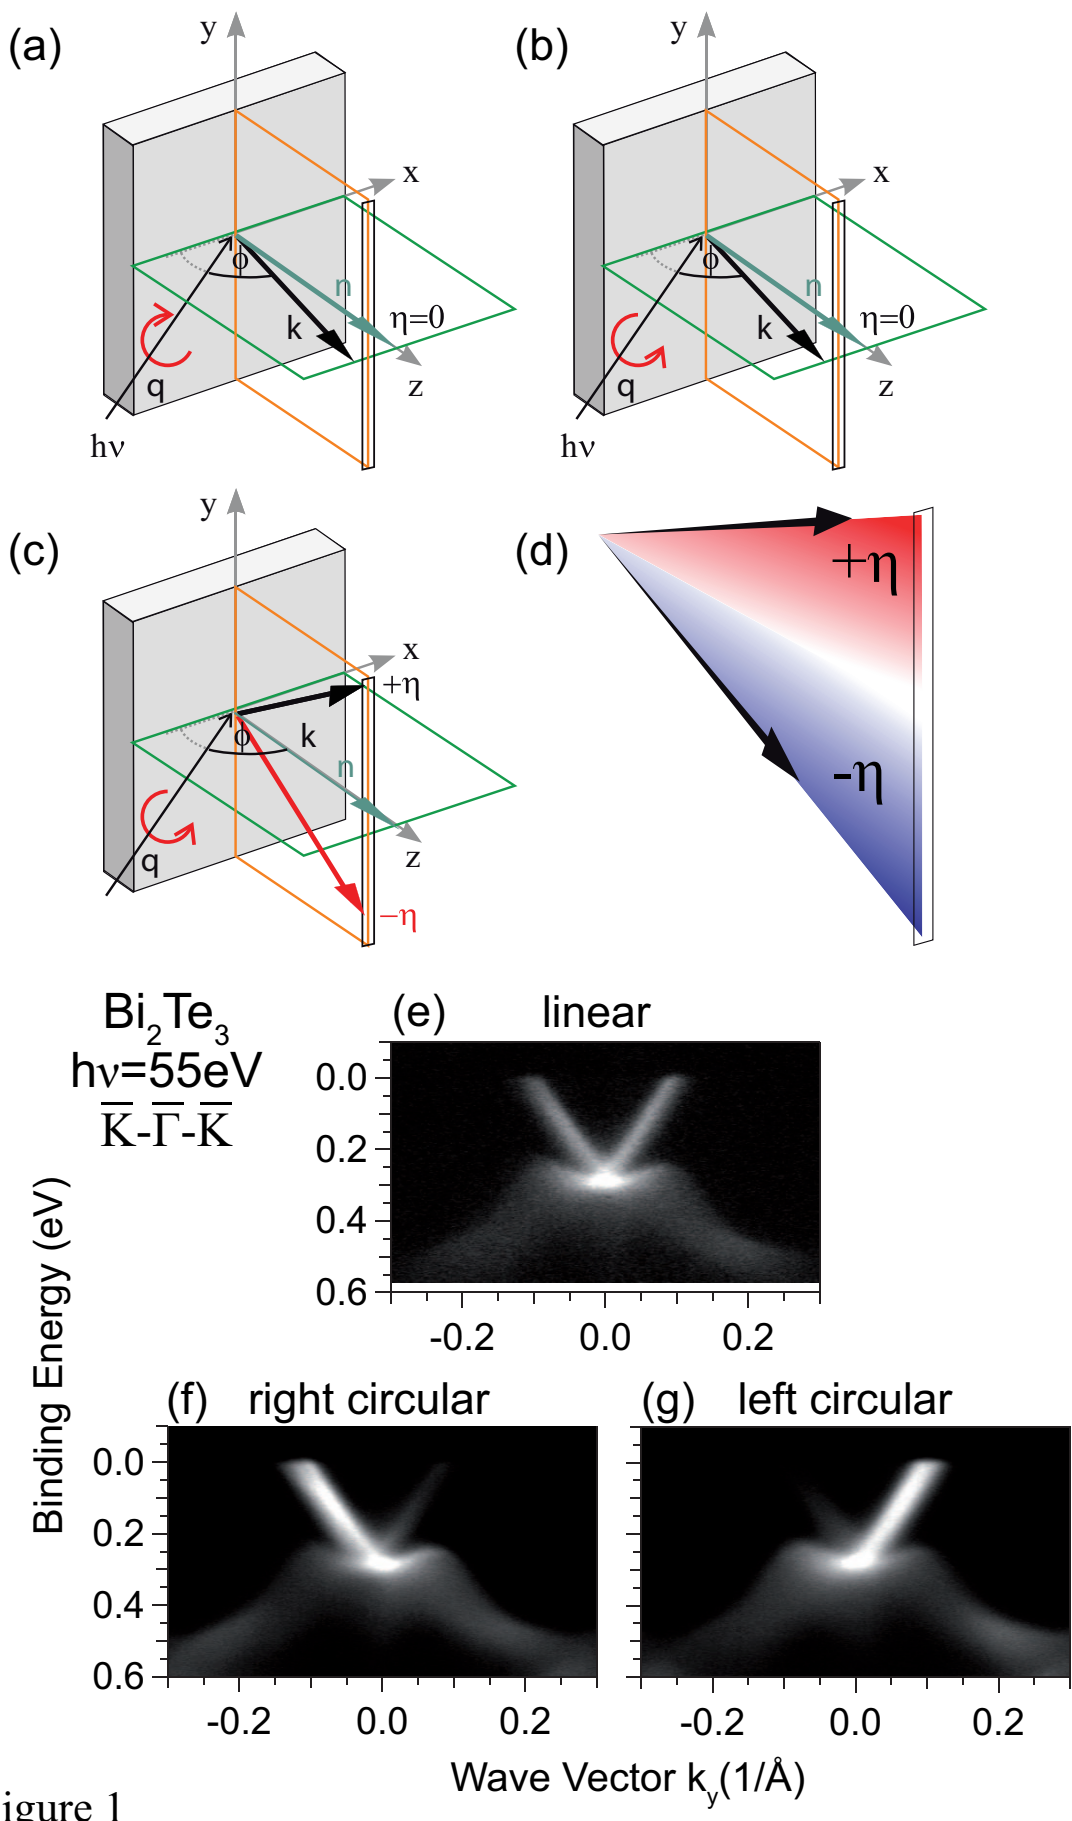 (a)
y
x
ϕ
n
k
η=0
z
q
hν
(b)
y
x
ϕ
n
k
η=0
z
q
hν
(c)
y
x
+η
ϕ
k
n
z
q
−η
(d)
+η
-η
Bi2Te3
hν=55eV
K̅-Γ̅-K̅
(e) linear
0.0
0.2
0.4
0.6
-0.2 0.0 0.2
Binding Energy (eV)
(f) right circular
0.0
0.2
0.4
0.6
-0.2 0.0 0.2
(g) left circular
-0.2 0.0 0.2
Wave Vector ky(1/Å)
igure 1